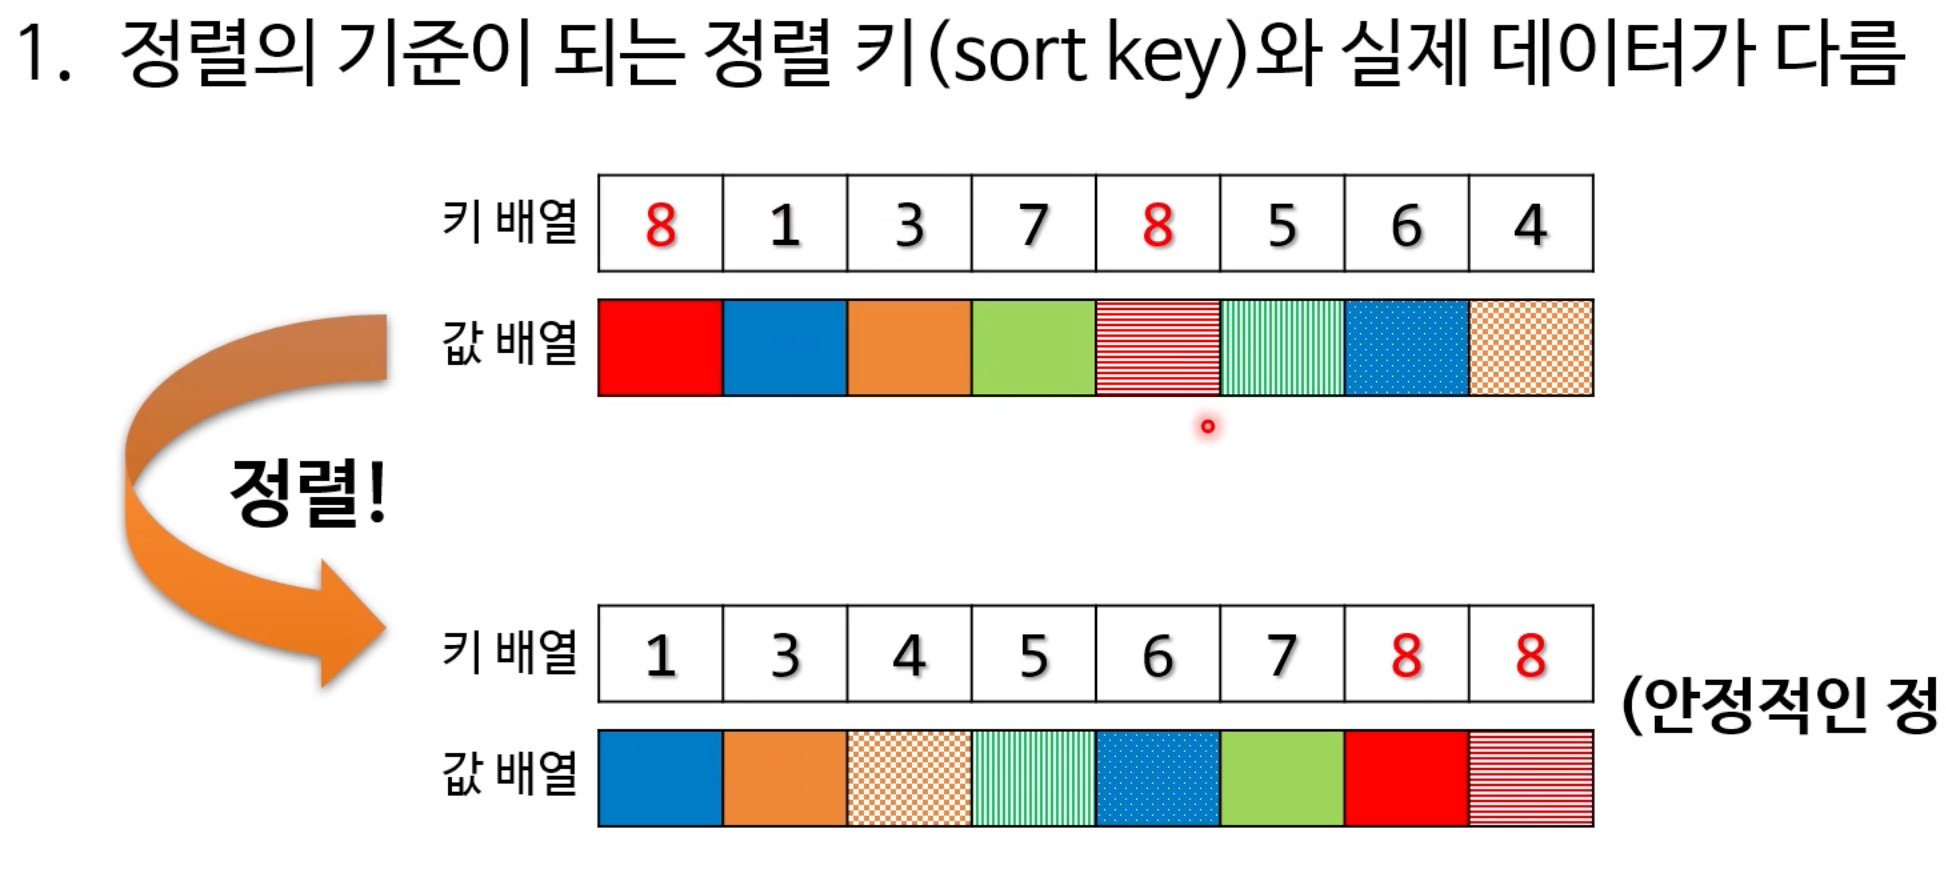 1. 정렬의 기준이 되는 정렬 키(sort key)와 실제 데이터가 다름
키 배열 8 1 3 7 8 5 6 4
값 배열
정렬!
키 배열 1 3 4 5 6 7 8 8
(안정적인 정
값 배열